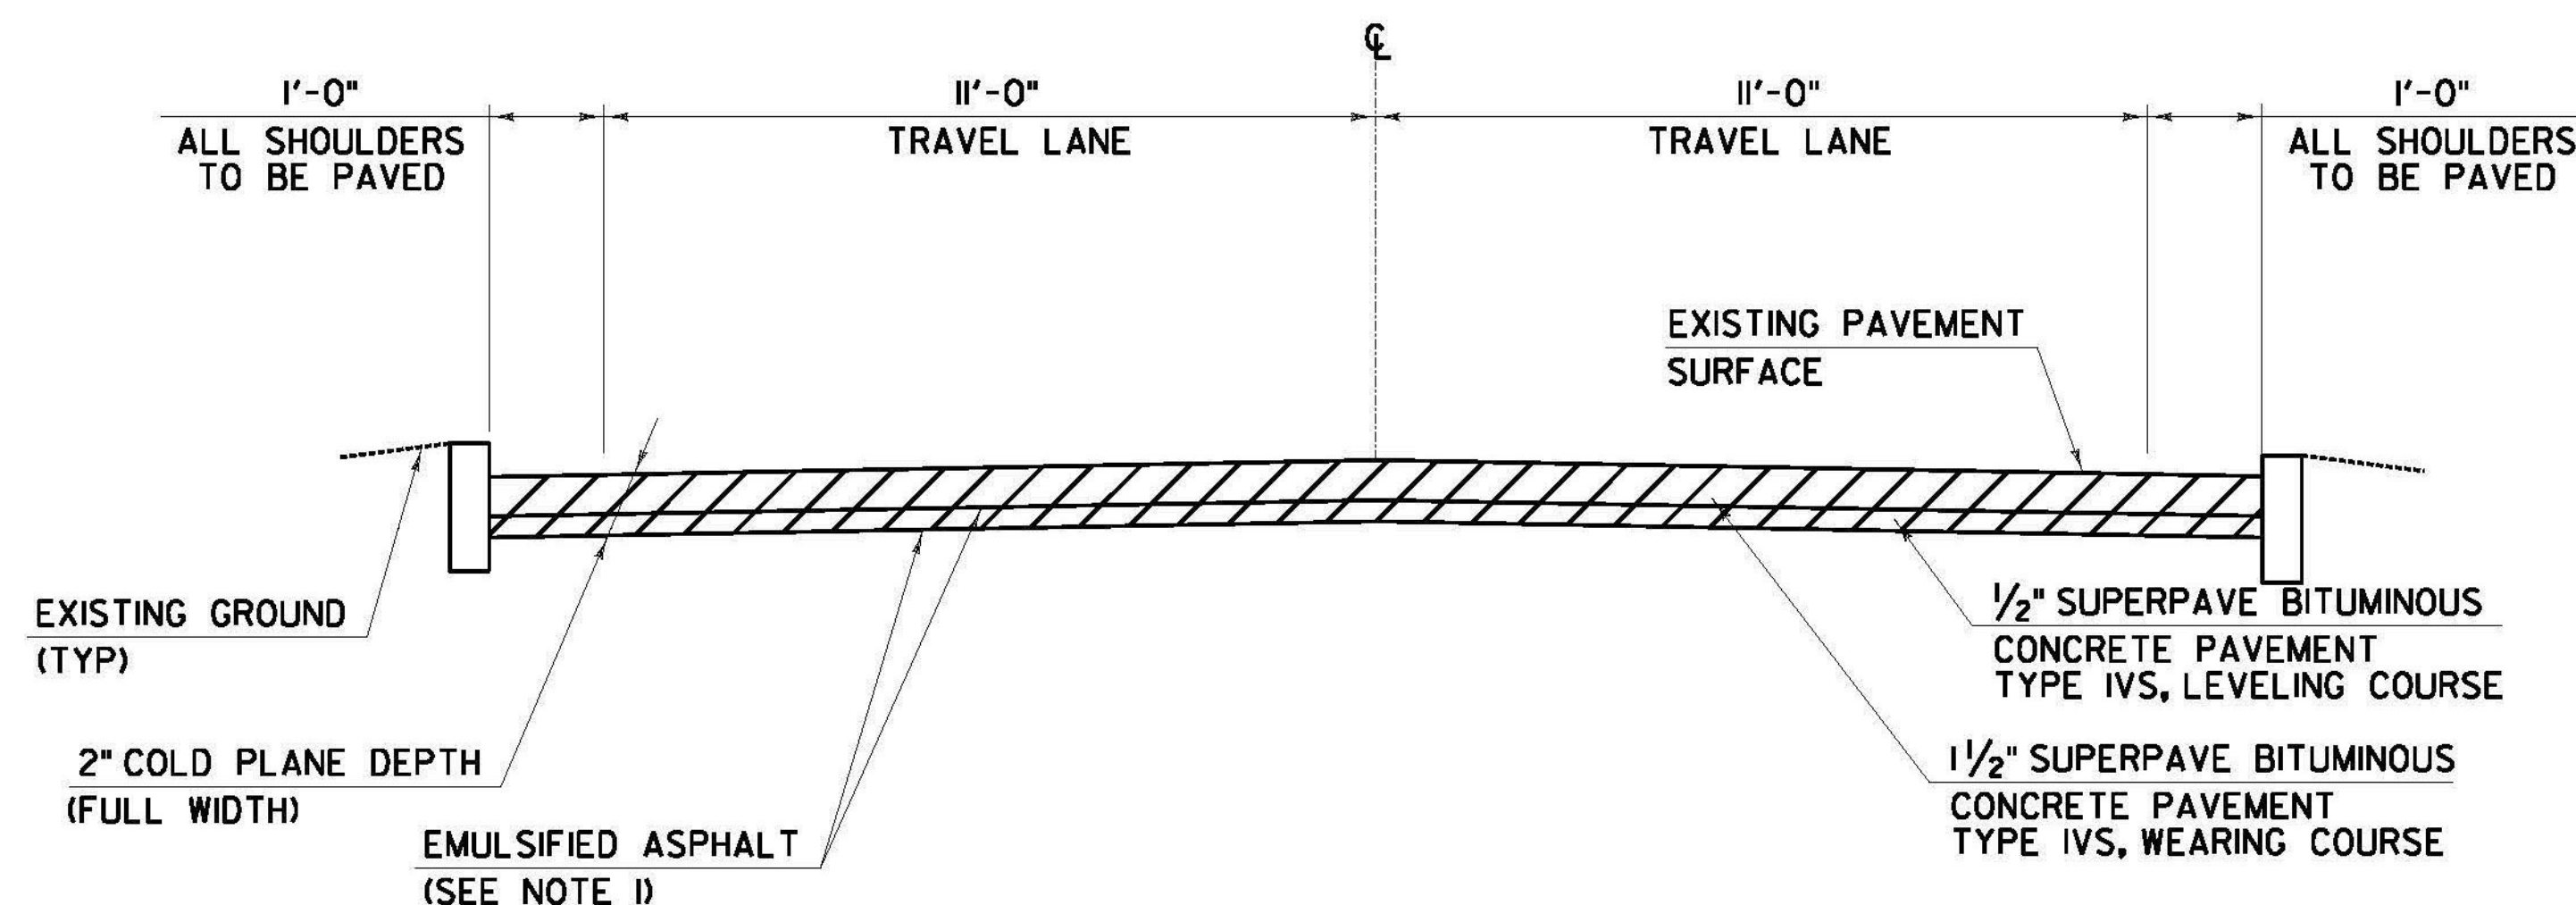 ℄
1'-0" 11'-0" 11'-0" 1'-0"
ALL SHOULDERS TRAVEL LANE TRAVEL LANE ALL SHOULDERS
TO BE PAVED TO BE PAVED
EXISTING PAVEMENT
SURFACE
EXISTING GROUND
(TYP)
1/2" SUPERPAVE BITUMINOUS
CONCRETE PAVEMENT
TYPE IVS, LEVELING COURSE
2" COLD PLANE DEPTH
(FULL WIDTH)
1 1/2" SUPERPAVE BITUMINOUS
CONCRETE PAVEMENT
TYPE IVS, WEARING COURSE
EMULSIFIED ASPHALT
(SEE NOTE 1)